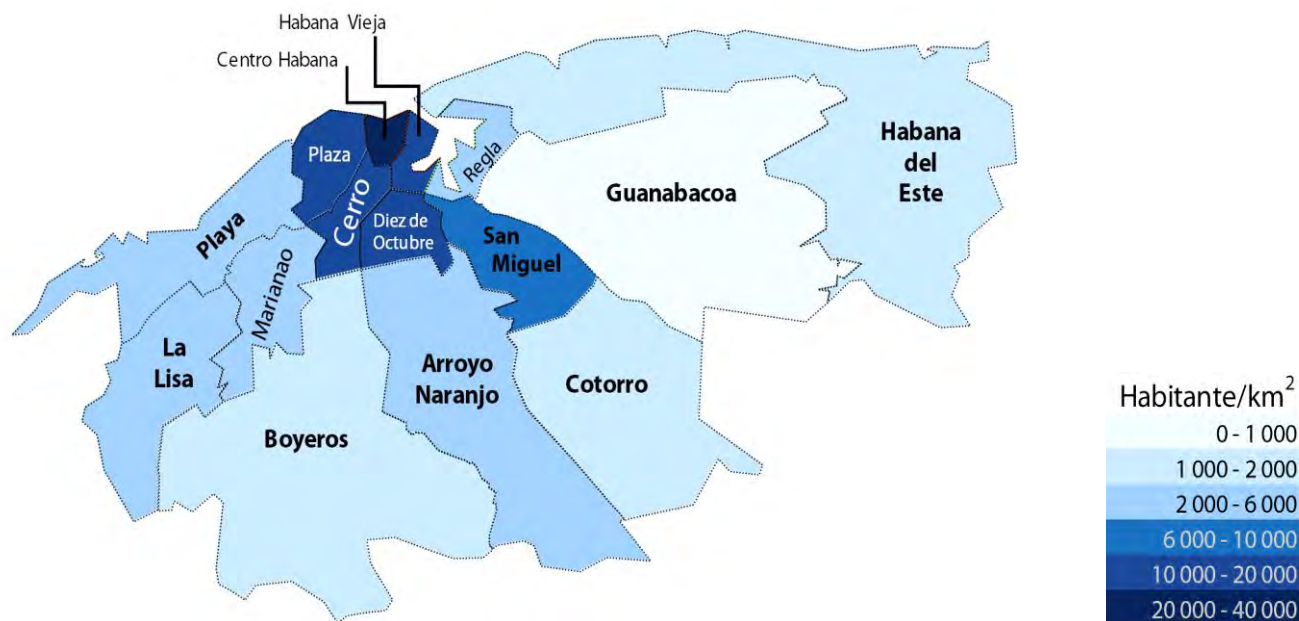 Habana Vieja
Centro Habana
Plaza
Regla
Habana
del
Este
Guanabacoa
Cerro
Playa
Diez de
Octubre
San
Miguel
Marianao
La
Lisa
Arroyo
Naranjo
Cotorro
Boyeros
Habitante/km²
0 - 1 000
1 000 - 2 000
2 000 - 6 000
6 000 - 10 000
10 000 - 20 000
20 000 - 40 000